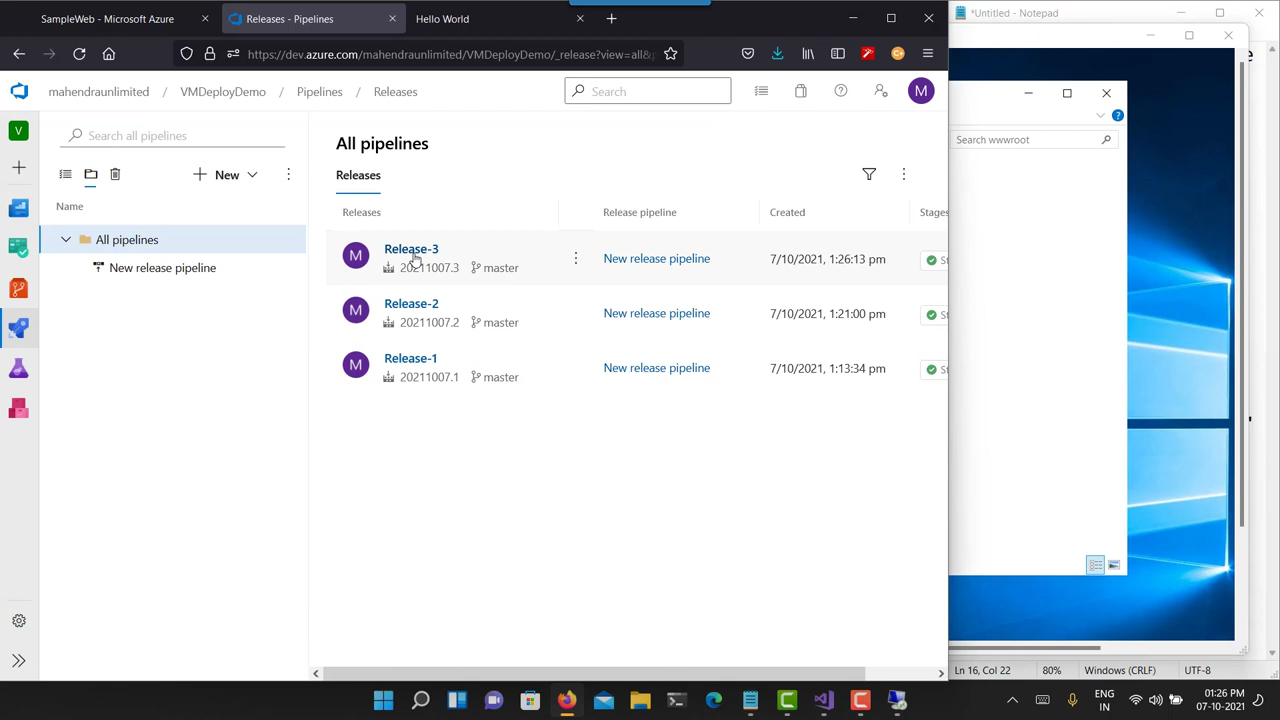 SampleWeb - Microsoft Azure
*Untitled - Notepad
Hello World
https://dev.azure.com/mahendraunlimited/VMDeployDemo/_release?view=all&
mahendraunlimited / VMDeployDemo / Pipelines / Releases
Search
M
V
Search all pipelines
All pipelines
Search wwwroot
New
Releases
Name
Releases
Release pipeline
Created
Stages
All pipelines
M
Release-3
20211007.3
master
New release pipeline
7/10/2021, 1:26:13 pm
New release pipeline
M
Release-2
20211007.2
master
New release pipeline
7/10/2021, 1:21:00 pm
M
Release-1
20211007.1
master
New release pipeline
7/10/2021, 1:13:34 pm
Ln 16, Col 22
80%
Windows (CRLF)
UTF-8
ENG
IN
01:26 PM
07-10-2021